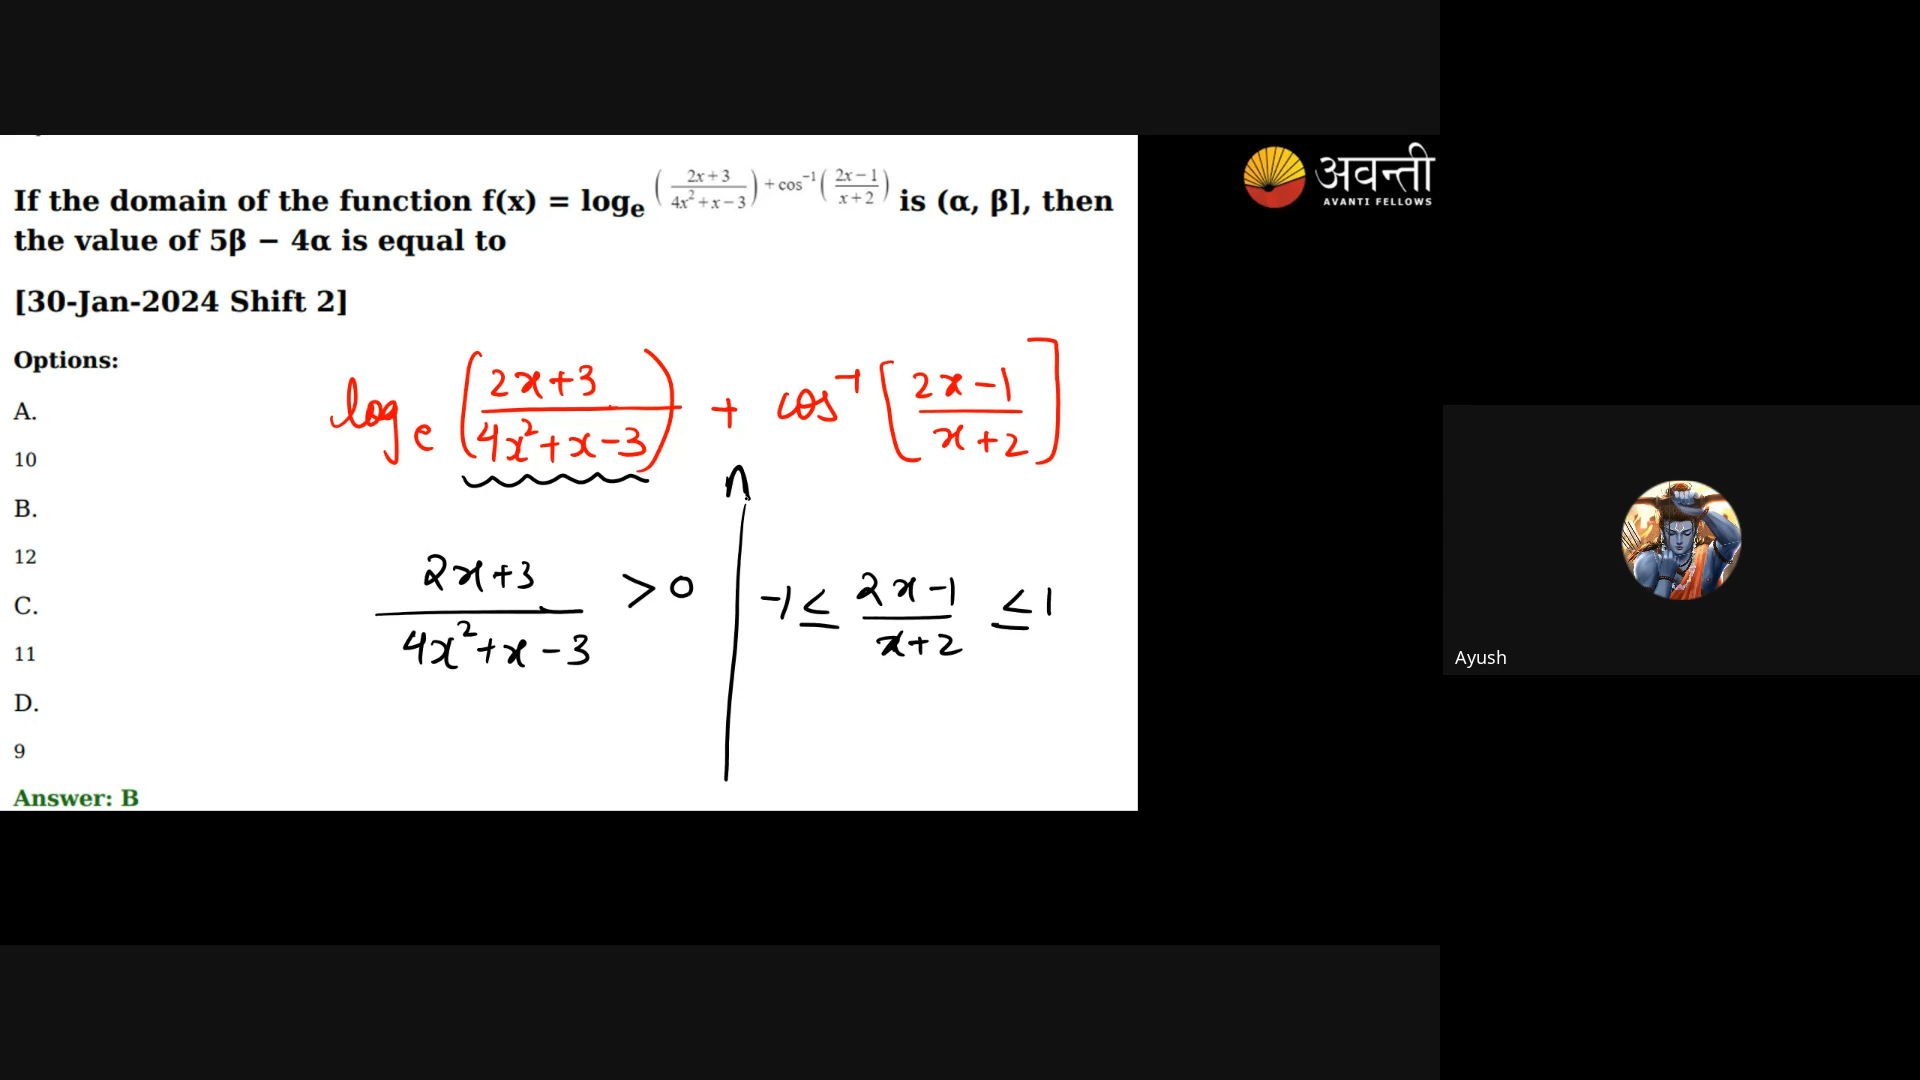 If the domain of the function f(x) = logₑ (2x+3 / 4x²+x−3) + cos⁻¹(2x−1 / x+2) is (α, β], then
the value of 5β − 4α is equal to
[30-Jan-2024 Shift 2]
Options:
A.
10
B.
12
C.
11
D.
9
Answer: B
logₑ (2x+3 / 4x²+x−3) + cos⁻¹ [2x−1 / x+2]
∩
2x+3 / 4x²+x−3 > 0
−1 ≤ 2x−1 / x+2 ≤ 1
अवन्ती
AVANTI FELLOWS
Ayush